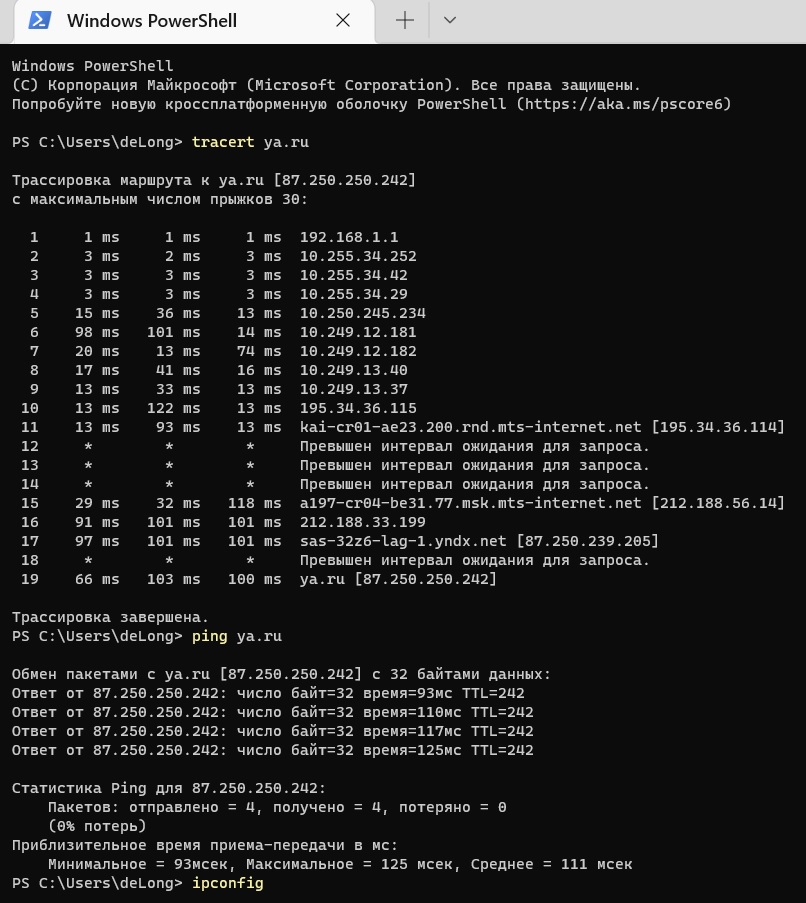 Windows PowerShell
Windows PowerShell
(C) Корпорация Майкрософт (Microsoft Corporation). Все права защищены.
Попробуйте новую кроссплатформенную оболочку PowerShell (https://aka.ms/pscore6)
PS C:\Users\deLong> tracert ya.ru
Трассировка маршрута к ya.ru [87.250.250.242]
с максимальным числом прыжков 30:
1 1 ms 1 ms 1 ms 192.168.1.1
2 3 ms 2 ms 3 ms 10.255.34.252
3 3 ms 3 ms 3 ms 10.255.34.42
4 3 ms 3 ms 3 ms 10.255.34.29
5 15 ms 36 ms 13 ms 10.250.245.234
6 98 ms 101 ms 14 ms 10.249.12.181
7 20 ms 13 ms 74 ms 10.249.12.182
8 17 ms 41 ms 16 ms 10.249.13.40
9 13 ms 33 ms 13 ms 10.249.13.37
10 13 ms 122 ms 13 ms 195.34.36.115
11 13 ms 93 ms 13 ms kai-cr01-ae23.200.rnd.mts-internet.net [195.34.36.114]
12 * * * Превышен интервал ожидания для запроса.
13 * * * Превышен интервал ожидания для запроса.
14 * * * Превышен интервал ожидания для запроса.
15 29 ms 32 ms 118 ms a197-cr04-be31.77.msk.mts-internet.net [212.188.56.14]
16 91 ms 101 ms 101 ms 212.188.33.199
17 97 ms 101 ms 101 ms sas-32z6-lag-1.yndx.net [87.250.239.205]
18 * * * Превышен интервал ожидания для запроса.
19 66 ms 103 ms 100 ms ya.ru [87.250.250.242]
Трассировка завершена.
PS C:\Users\deLong> ping ya.ru
Обмен пакетами с ya.ru [87.250.250.242] с 32 байтами данных:
Ответ от 87.250.250.242: число байт=32 время=93мс TTL=242
Ответ от 87.250.250.242: число байт=32 время=110мс TTL=242
Ответ от 87.250.250.242: число байт=32 время=117мс TTL=242
Ответ от 87.250.250.242: число байт=32 время=125мс TTL=242
Статистика Ping для 87.250.250.242:
Пакетов: отправлено = 4, получено = 4, потеряно = 0
(0% потерь)
Приблизительное время приема-передачи в мс:
Минимальное = 93мсек, Максимальное = 125 мсек, Среднее = 111 мсек
PS C:\Users\deLong> ipconfig